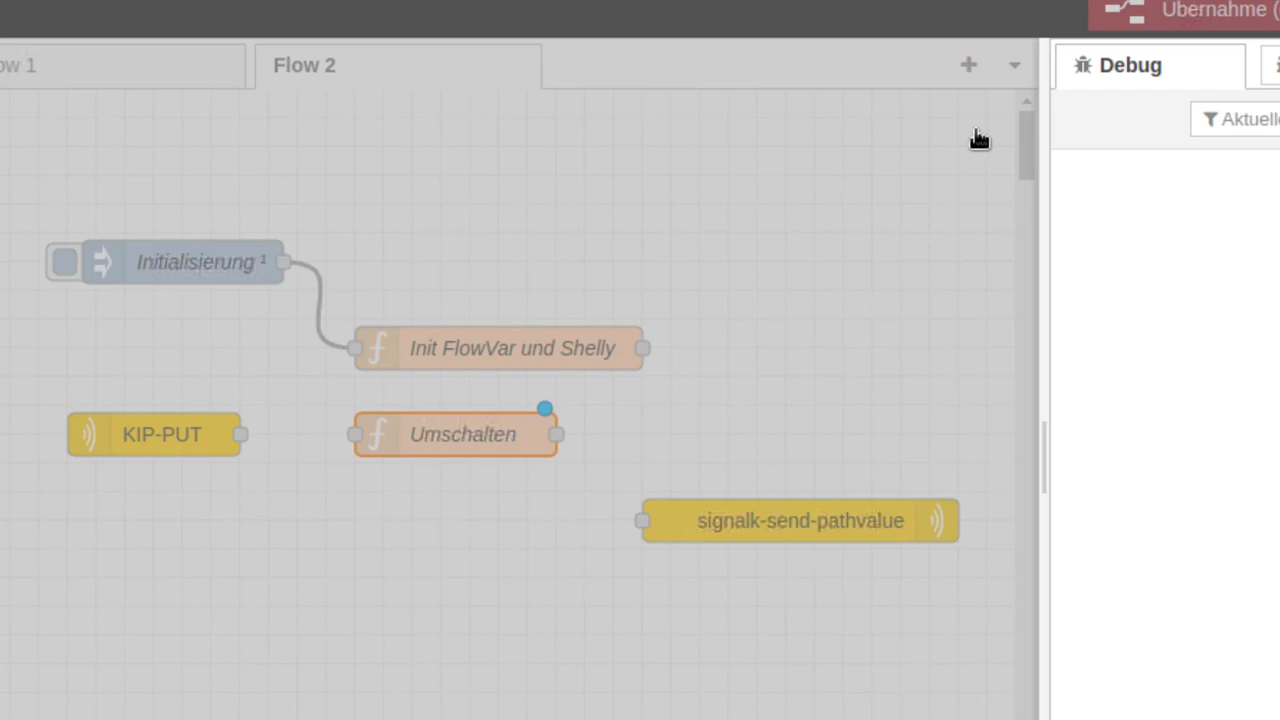 Übernahme (
ow 1
Flow 2
Debug
Aktuell
Initialisierung ¹
Init FlowVar und Shelly
KIP-PUT
Umschalten
signalk-send-pathvalue